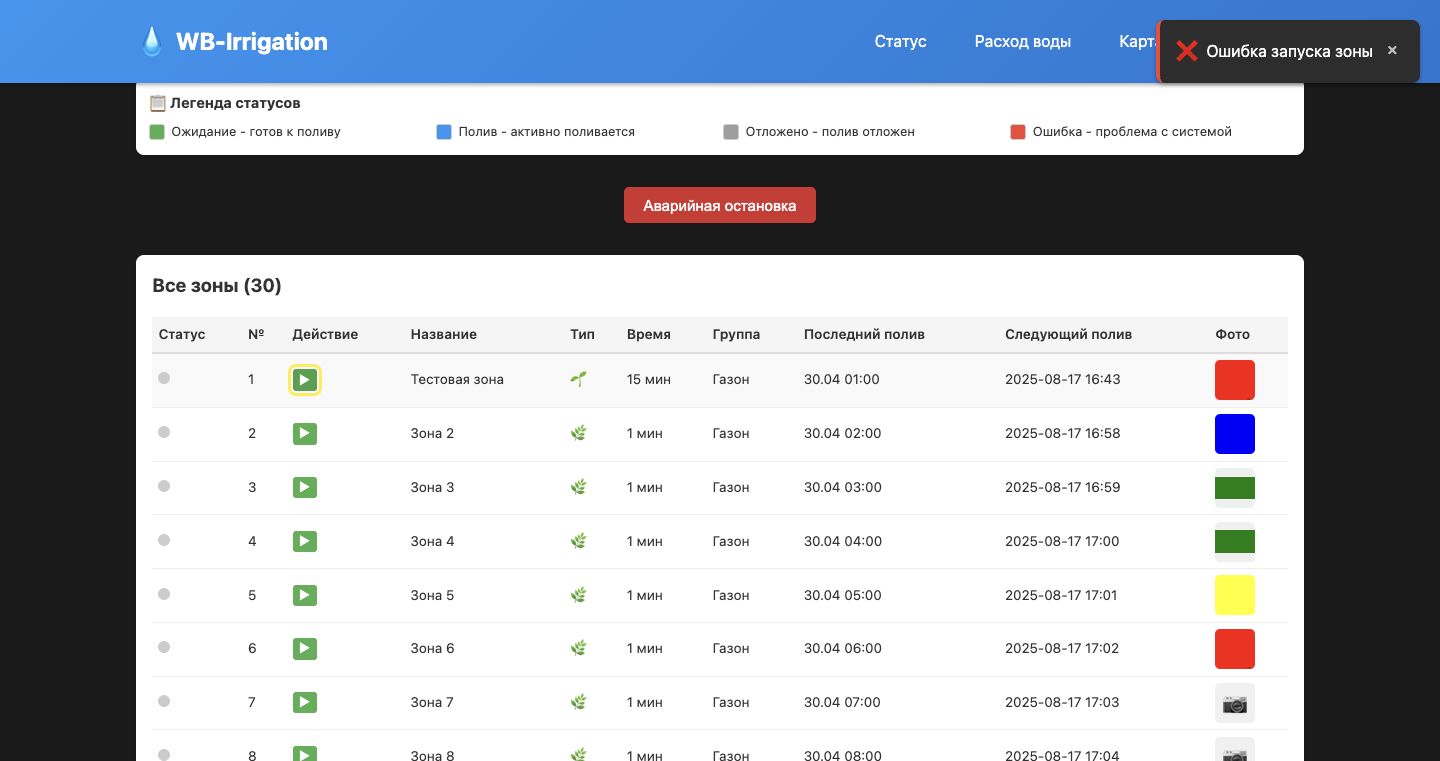 WB-Irrigation
Статус Расход воды Карта
Ошибка запуска зоны ×
Легенда статусов
Ожидание - готов к поливу Полив - активно поливается Отложено - полив отложен Ошибка - проблема с системой
Аварийная остановка
Все зоны (30)
Статус № Действие Название Тип Время Группа Последний полив Следующий полив Фото
1 Тестовая зона 15 мин Газон 30.04 01:00 2025-08-17 16:43
2 Зона 2 1 мин Газон 30.04 02:00 2025-08-17 16:58
3 Зона 3 1 мин Газон 30.04 03:00 2025-08-17 16:59
4 Зона 4 1 мин Газон 30.04 04:00 2025-08-17 17:00
5 Зона 5 1 мин Газон 30.04 05:00 2025-08-17 17:01
6 Зона 6 1 мин Газон 30.04 06:00 2025-08-17 17:02
7 Зона 7 1 мин Газон 30.04 07:00 2025-08-17 17:03
8 Зона 8 1 мин Газон 30.04 08:00 2025-08-17 17:04